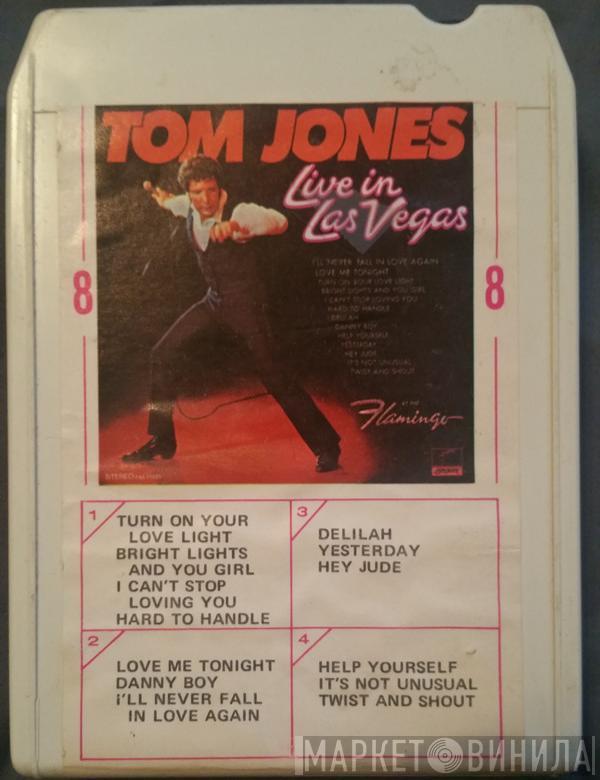 TOM JONES
Live in
Las Vegas
I'LL NEVER FALL IN LOVE AGAIN
LOVE ME TONIGHT
TURN ON YOUR LOVE LIGHT
BRIGHT LIGHTS AND YOU GIRL
I CAN'T STOP LOVING YOU
HARD TO HANDLE
DELILAH
DANNY BOY
HELP YOURSELF
YESTERDAY
HEY JUDE
IT'S NOT UNUSUAL
TWIST AND SHOUT
AT THE
Flamingo
STEREO
8
8
1
TURN ON YOUR
LOVE LIGHT
BRIGHT LIGHTS
AND YOU GIRL
I CAN'T STOP
LOVING YOU
HARD TO HANDLE
2
LOVE ME TONIGHT
DANNY BOY
i'LL NEVER FALL
IN LOVE AGAIN
3
DELILAH
YESTERDAY
HEY JUDE
4
HELP YOURSELF
IT'S NOT UNUSUAL
TWIST AND SHOUT
МАРКЕТ ВИНИЛА